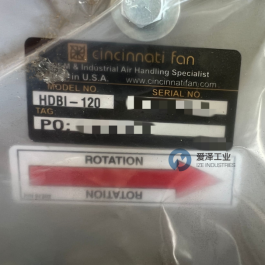 cincinnati fan
& Industrial Air Handling Specialist
in U.S.A.
cincinnatifan.com
MODEL NO
SERIAL NO.
HDBI-120
TAG
PO:
ROTATION
ROTATION
爱泽工业
IZE INDUSTRIES